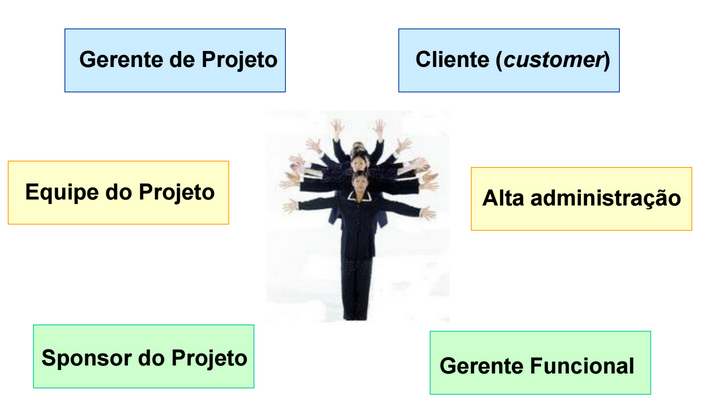 Gerente de Projeto
Cliente (customer)
Equipe do Projeto
Alta administração
Sponsor do Projeto
Gerente Funcional